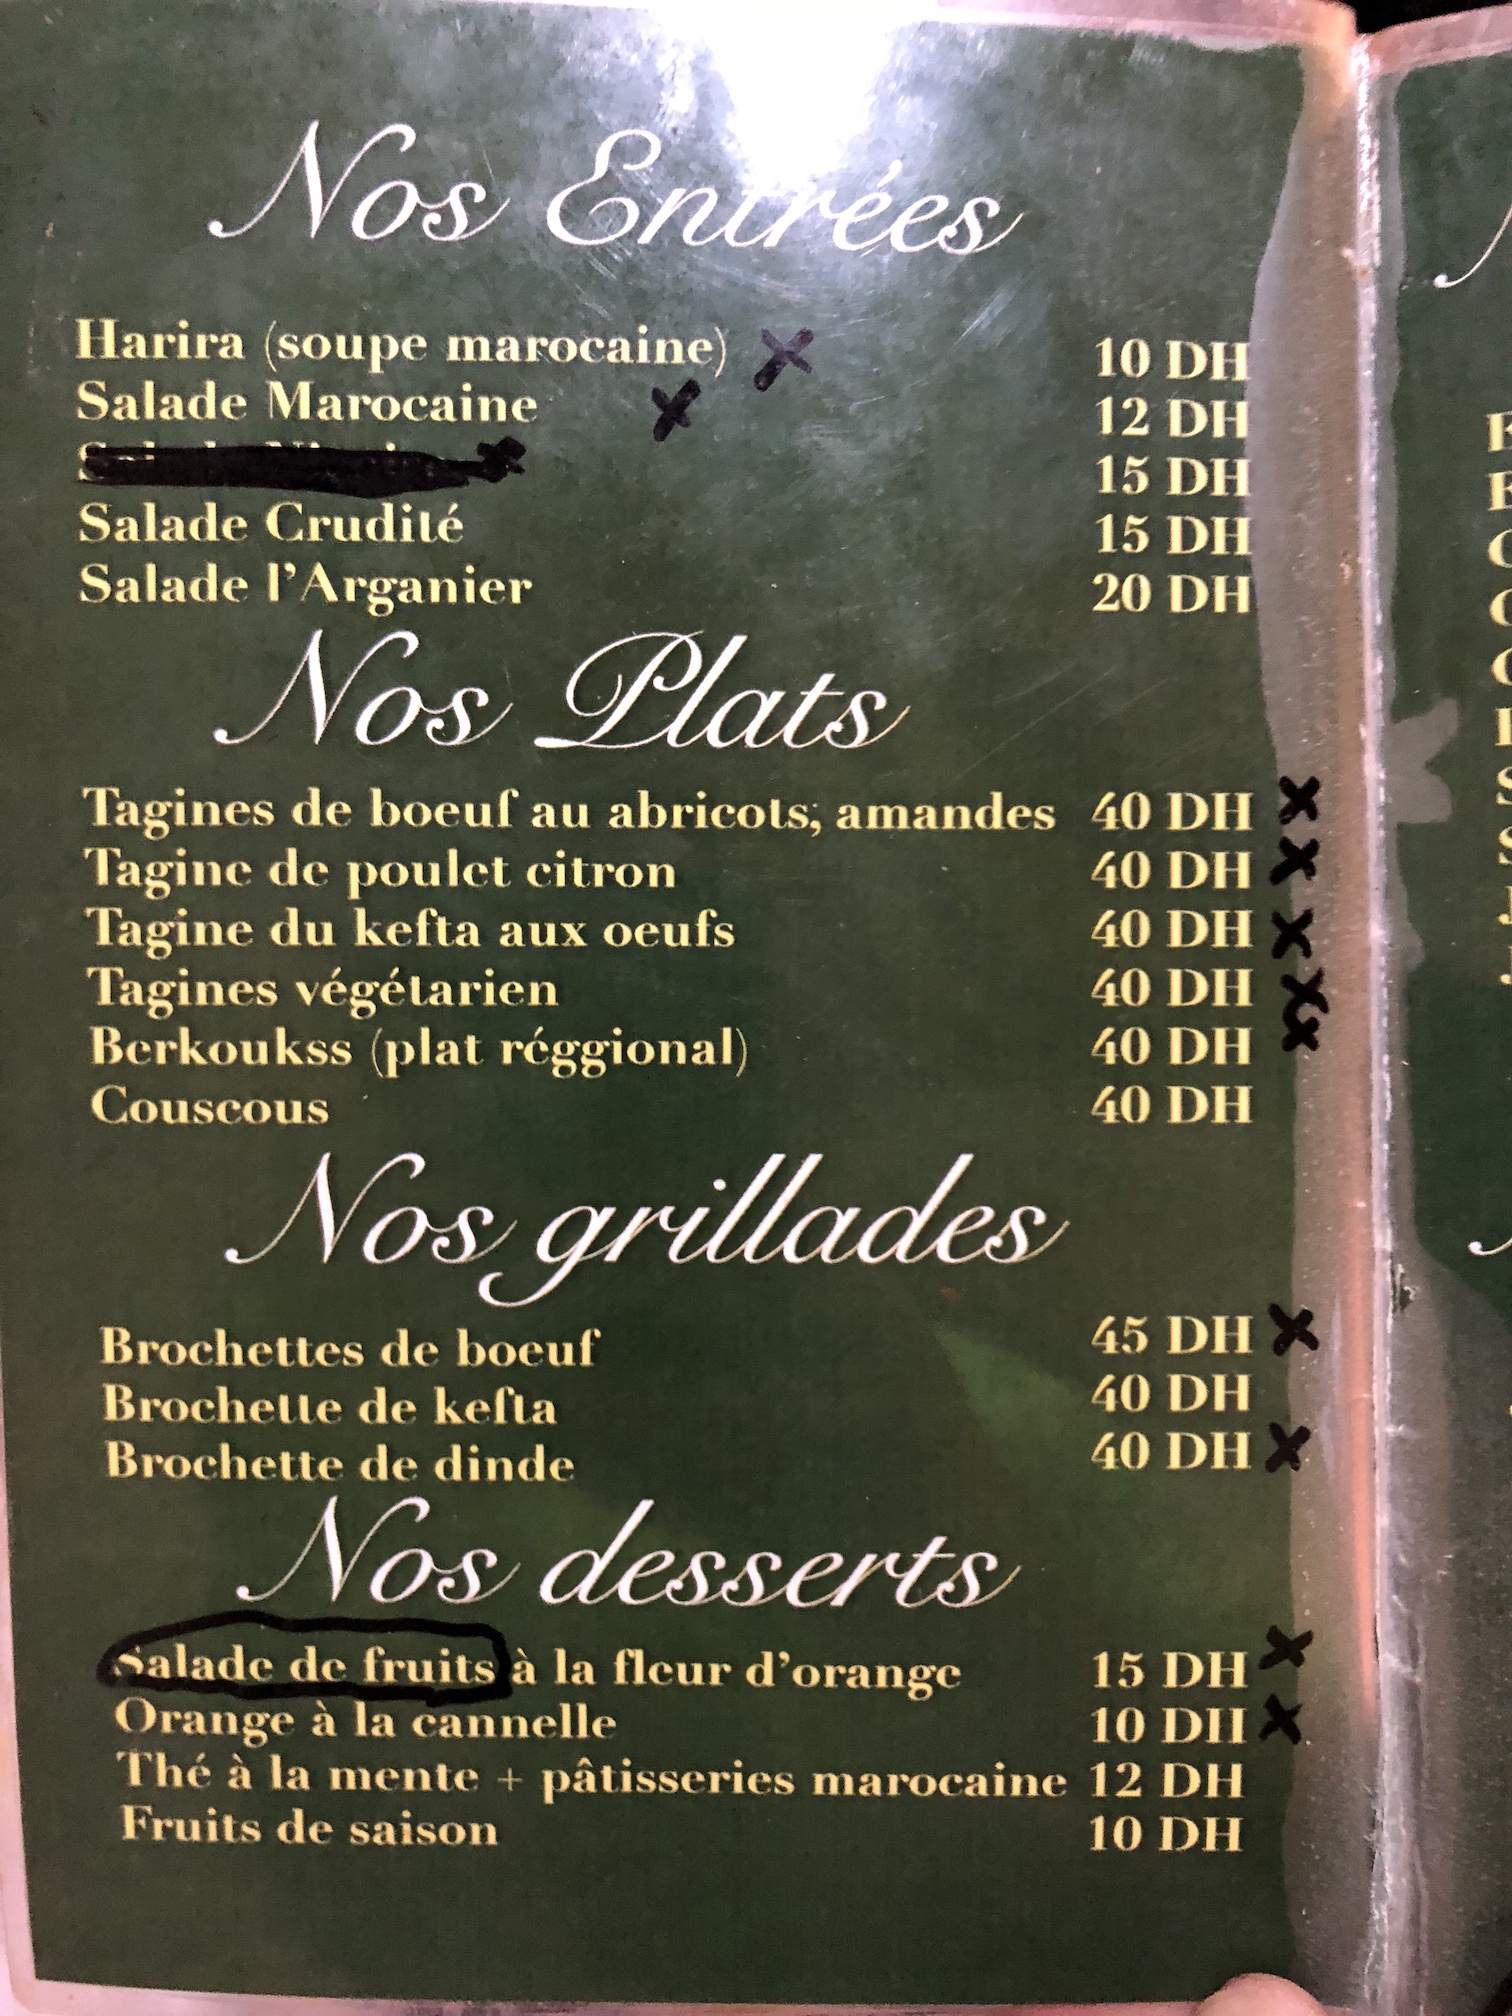 Nos Entrées
Harira (soupe marocaine) 10 DH
Salade Marocaine 12 DH
15 DH
Salade Crudité 15 DH
Salade l'Arganier 20 DH
Nos Plats
Tagines de boeuf au abricots; amandes 40 DH
Tagine de poulet citron 40 DH
Tagine du kefta aux oeufs 40 DH
Tagines végétarien 40 DH
Berkoukss (plat réggional) 40 DH
Couscous 40 DH
Nos grillades
Brochettes de boeuf 45 DH
Brochette de kefta 40 DH
Brochette de dinde 40 DH
Nos desserts
Salade de fruits à la fleur d'orange 15 DH
Orange à la cannelle 10 DH
Thé à la mente + pâtisseries marocaine 12 DH
Fruits de saison 10 DH